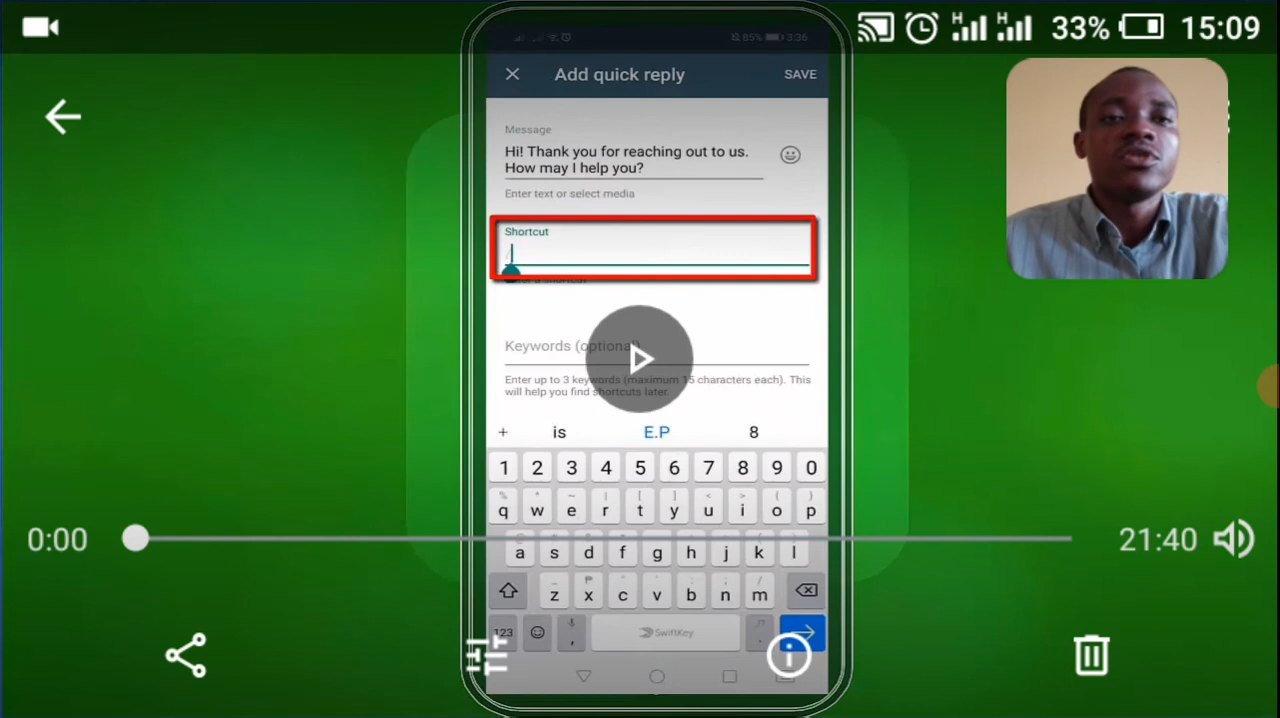 H H 33% 15:09
85% 3:36
Add quick reply SAVE
Message
Hi! Thank you for reaching out to us.
How may I help you?
Enter text or select media
Shortcut
Keywords (optional)
Enter up to 3 keywords (maximum 15 characters each). This
will help you find shortcuts later.
+ is E.P 8
1 2 3 4 5 6 7 8 9 0
q w e r t y u i o p
0:00 21:40
a s d f g h j k l
z x c v b n m
123 , SwiftKey .